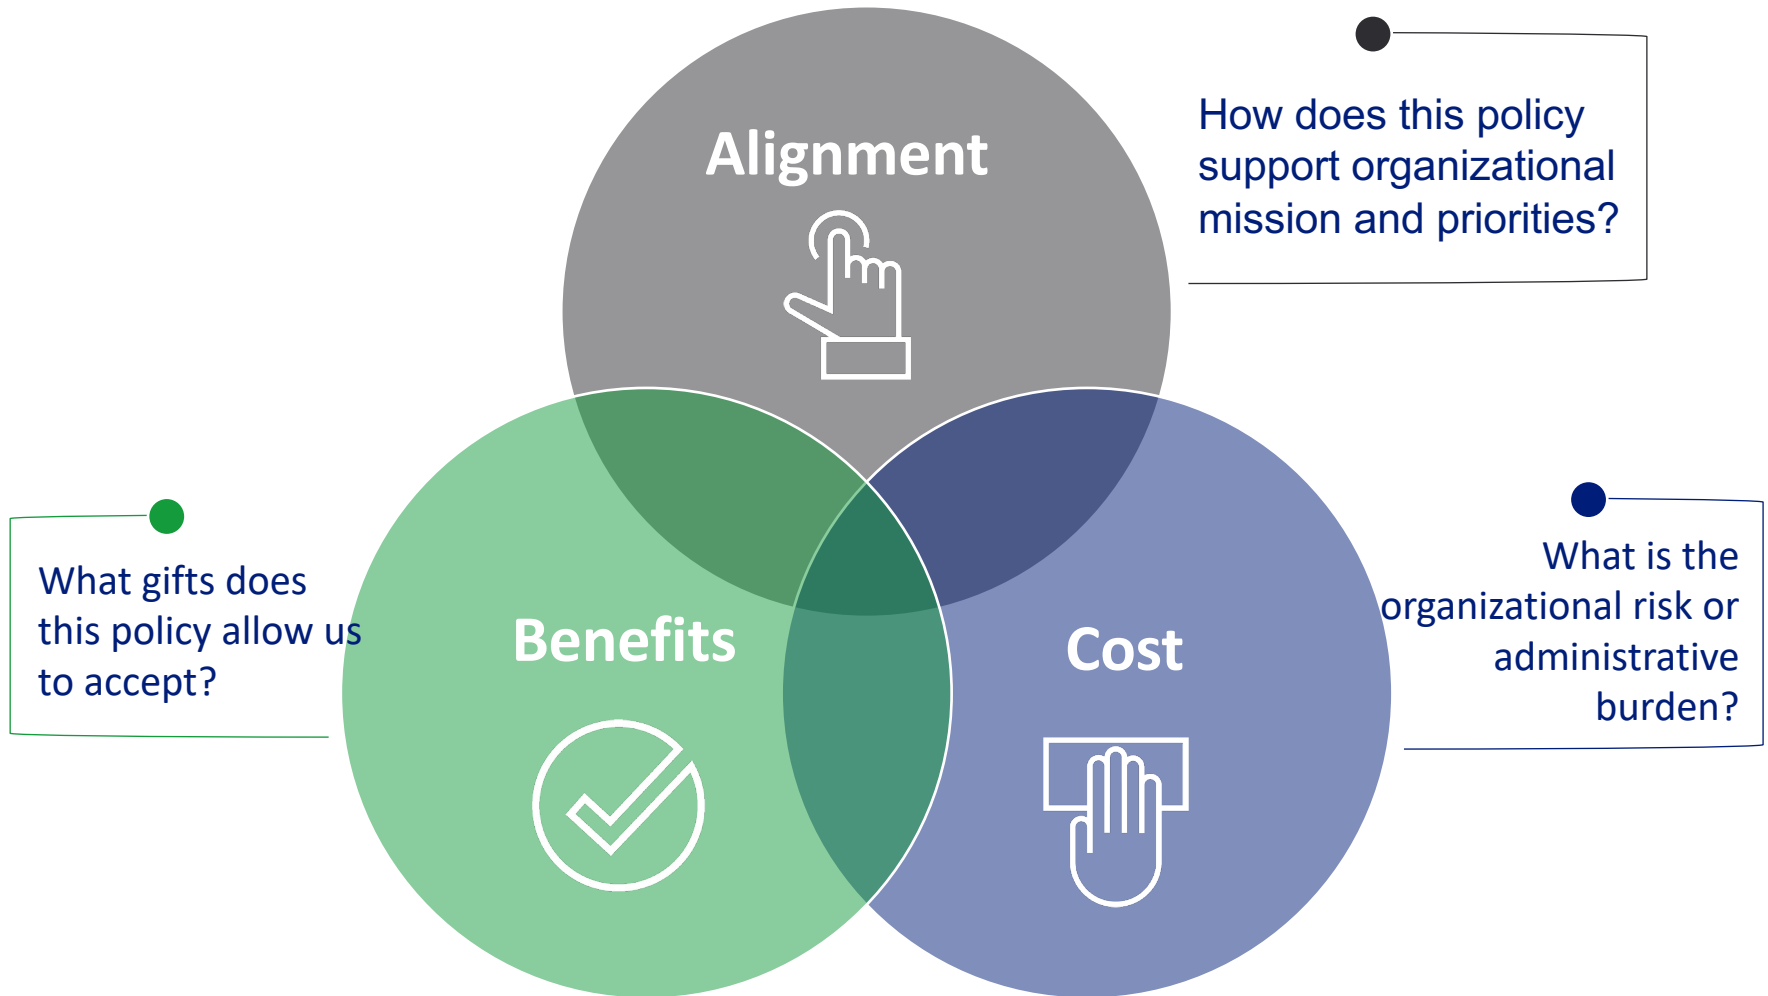 Alignment
How does this policy
support organizational
mission and priorities?
What gifts does
this policy allow us
to accept?
Benefits
Cost
What is the
organizational risk or
administrative
burden?